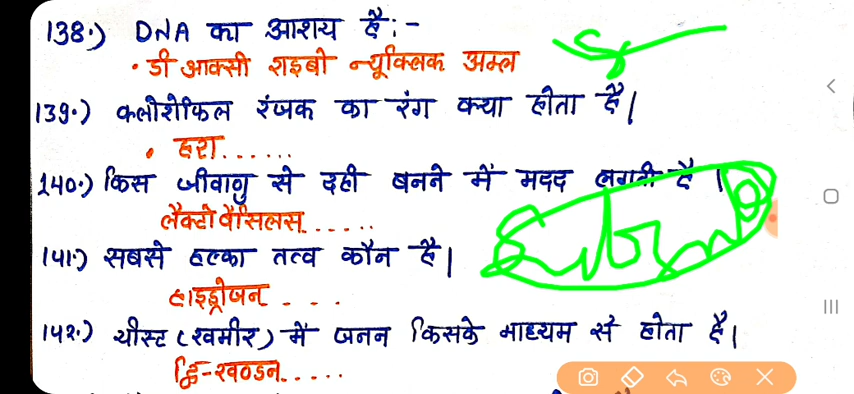 138.) DNA का आशय है:-
• डी आक्सी राइबो न्यूक्लिक अम्ल
139.) क्लोरोफिल रंजक का रंग क्या होता है|
• हरा......
140.) किस जीवाणु से दही बनने में मदद लगती है |
लैक्टो बैसिलस.....
141.) सबसे हल्का तत्व कौन है|
हाइड्रोजन....
142.) यीस्ट (खमीर) में जनन किसके माध्यम से होता है|
द्वि-खण्डन.....